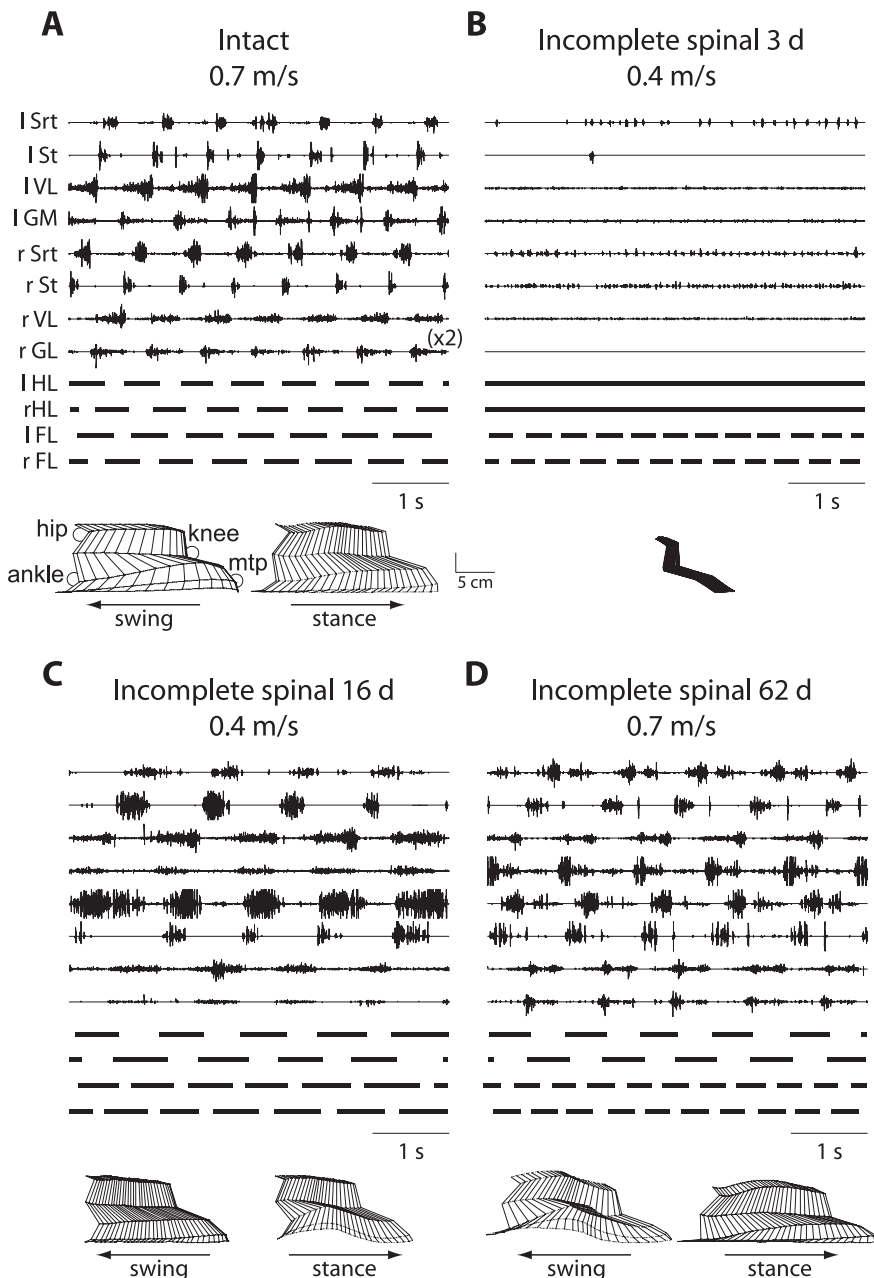 A
Intact
0.7 m/s
B
Incomplete spinal 3 d
0.4 m/s
l Srt
l St
l VL
l GM
r Srt
r St
r VL
(x2)
r GL
l HL
rHL
l FL
r FL
1 s
1 s
hip
knee
ankle
mtp
5 cm
swing
stance
C
Incomplete spinal 16 d
0.4 m/s
D
Incomplete spinal 62 d
0.7 m/s
1 s
1 s
swing
stance
swing
stance